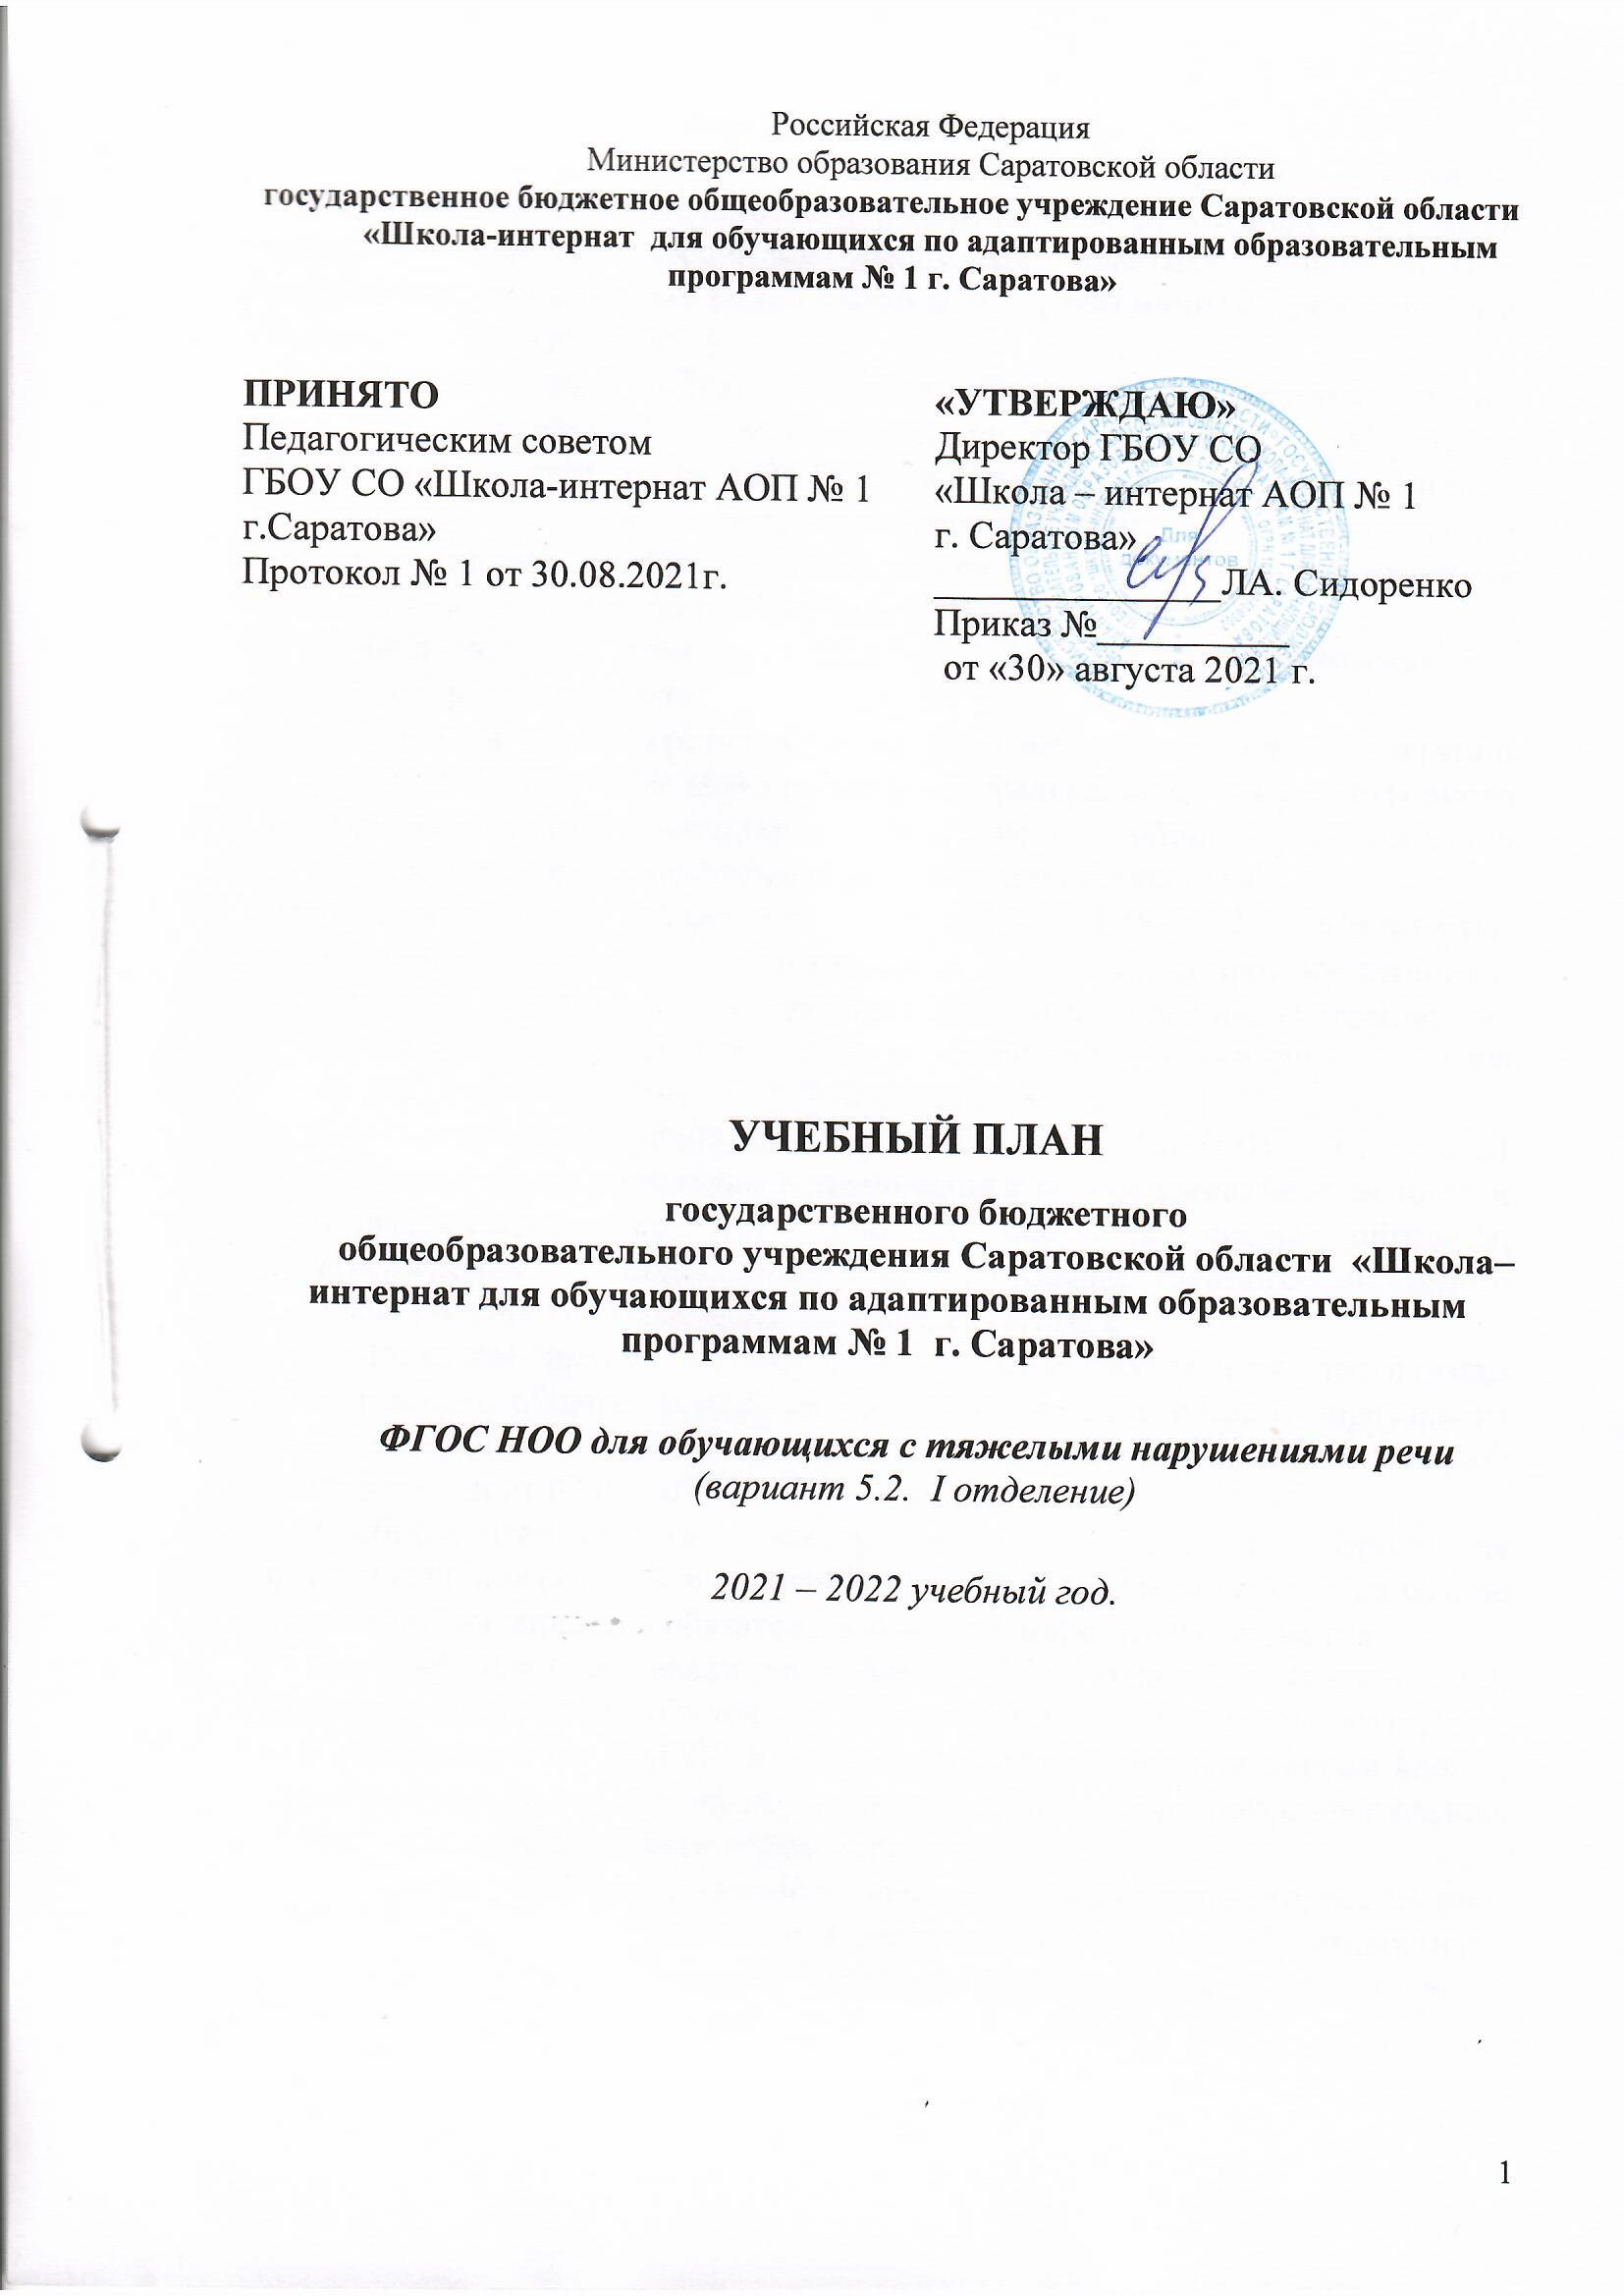 Российская Федерация
Министерство образования Саратовской области
государственное бюджетное общеобразовательное учреждение Саратовской области
«Школа-интернат для обучающихся по адаптированным образовательным
программам № 1 г. Саратова»
ПРИНЯТО
Педагогическим советом
ГБОУ СО «Школа-интернат АОП № 1
г.Саратова»
Протокол № 1 от 30.08.2021г.
«УТВЕРЖДАЮ»
Директор ГБОУ СО
«Школа – интернат АОП № 1
г. Саратова»
_______________ЛА. Сидоренко
Приказ №__________
от «30» августа 2021 г.
Для
документов
УЧЕБНЫЙ ПЛАН
государственного бюджетного
общеобразовательного учреждения Саратовской области «Школа–
интернат для обучающихся по адаптированным образовательным
программам № 1 г. Саратова»
ФГОС НОО для обучающихся с тяжелыми нарушениями речи
(вариант 5.2. I отделение)
2021 – 2022 учебный год.
1